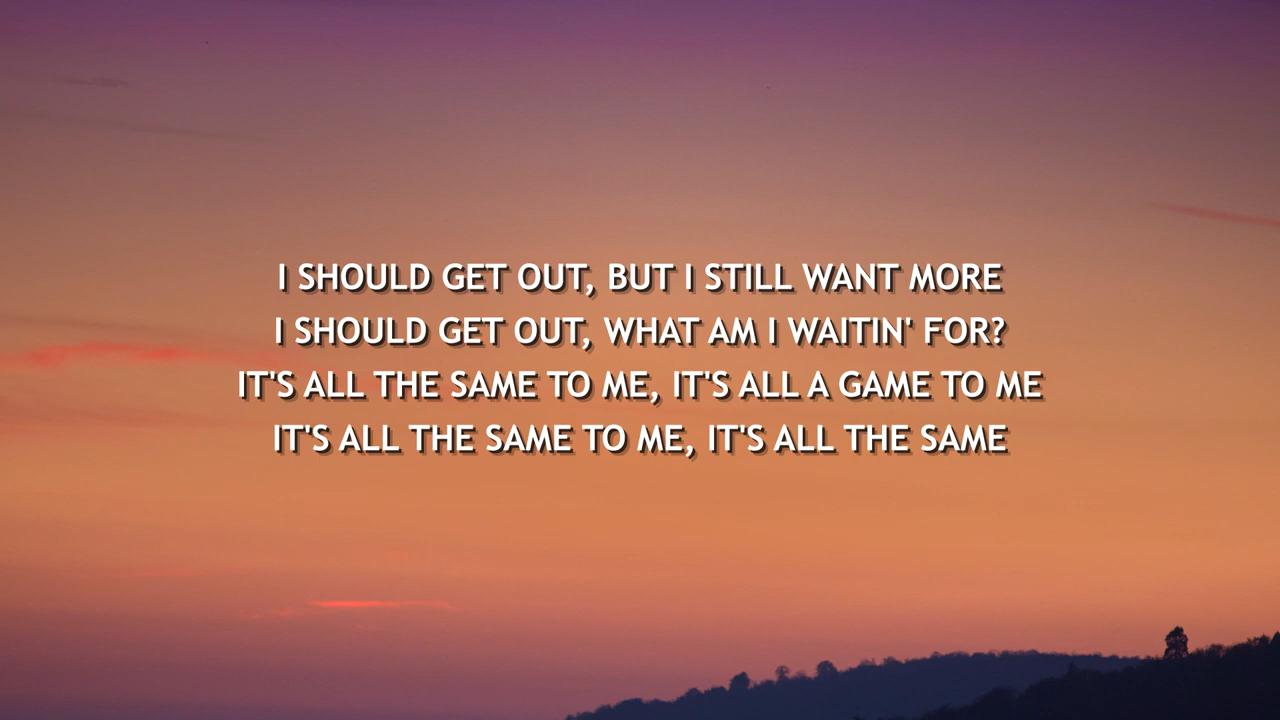 I SHOULD GET OUT, BUT I STILL WANT MORE
I SHOULD GET OUT, WHAT AM I WAITIN' FOR?
IT'S ALL THE SAME TO ME, IT'S ALL A GAME TO ME
IT'S ALL THE SAME TO ME, IT'S ALL THE SAME